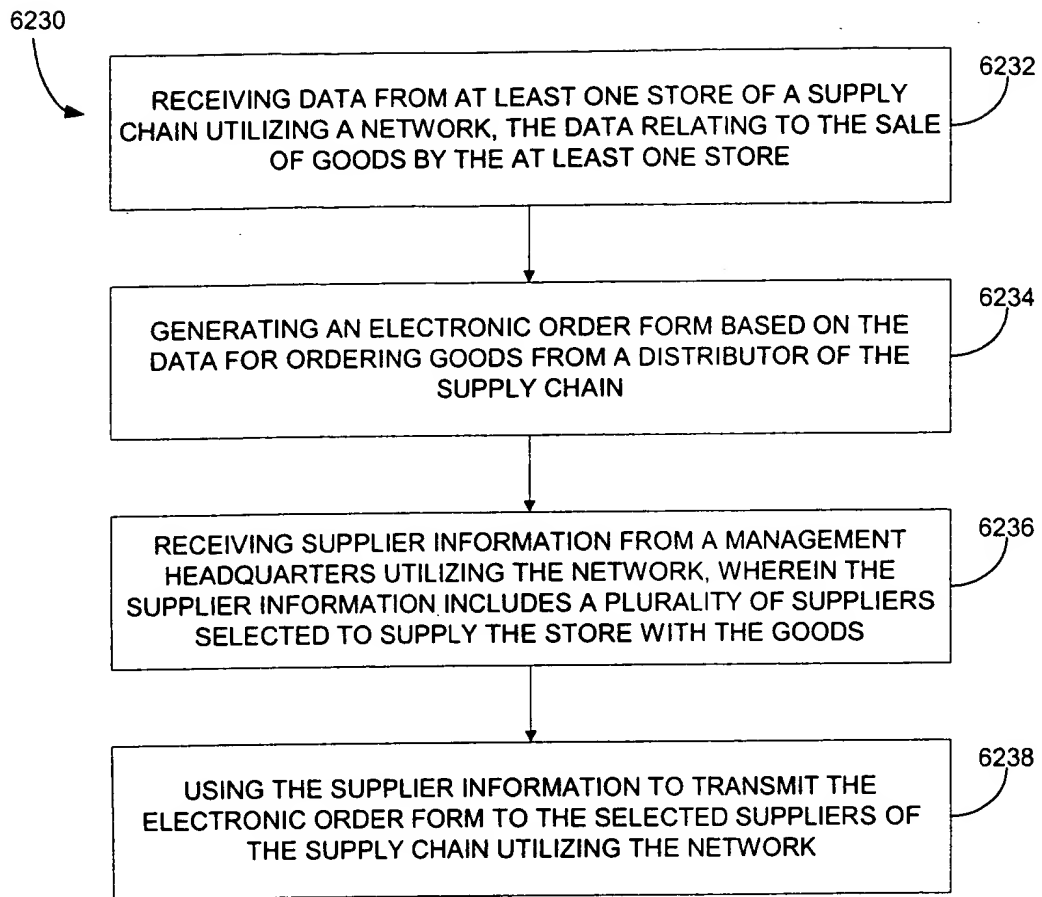 6230
6232
RECEIVING DATA FROM AT LEAST ONE STORE OF A SUPPLY
CHAIN UTILIZING A NETWORK, THE DATA RELATING TO THE SALE
OF GOODS BY THE AT LEAST ONE STORE
6234
GENERATING AN ELECTRONIC ORDER FORM BASED ON THE
DATA FOR ORDERING GOODS FROM A DISTRIBUTOR OF THE
SUPPLY CHAIN
6236
RECEIVING SUPPLIER INFORMATION FROM A MANAGEMENT
HEADQUARTERS UTILIZING THE NETWORK, WHEREIN THE
SUPPLIER INFORMATION INCLUDES A PLURALITY OF SUPPLIERS
SELECTED TO SUPPLY THE STORE WITH THE GOODS
6238
USING THE SUPPLIER INFORMATION TO TRANSMIT THE
ELECTRONIC ORDER FORM TO THE SELECTED SUPPLIERS OF
THE SUPPLY CHAIN UTILIZING THE NETWORK